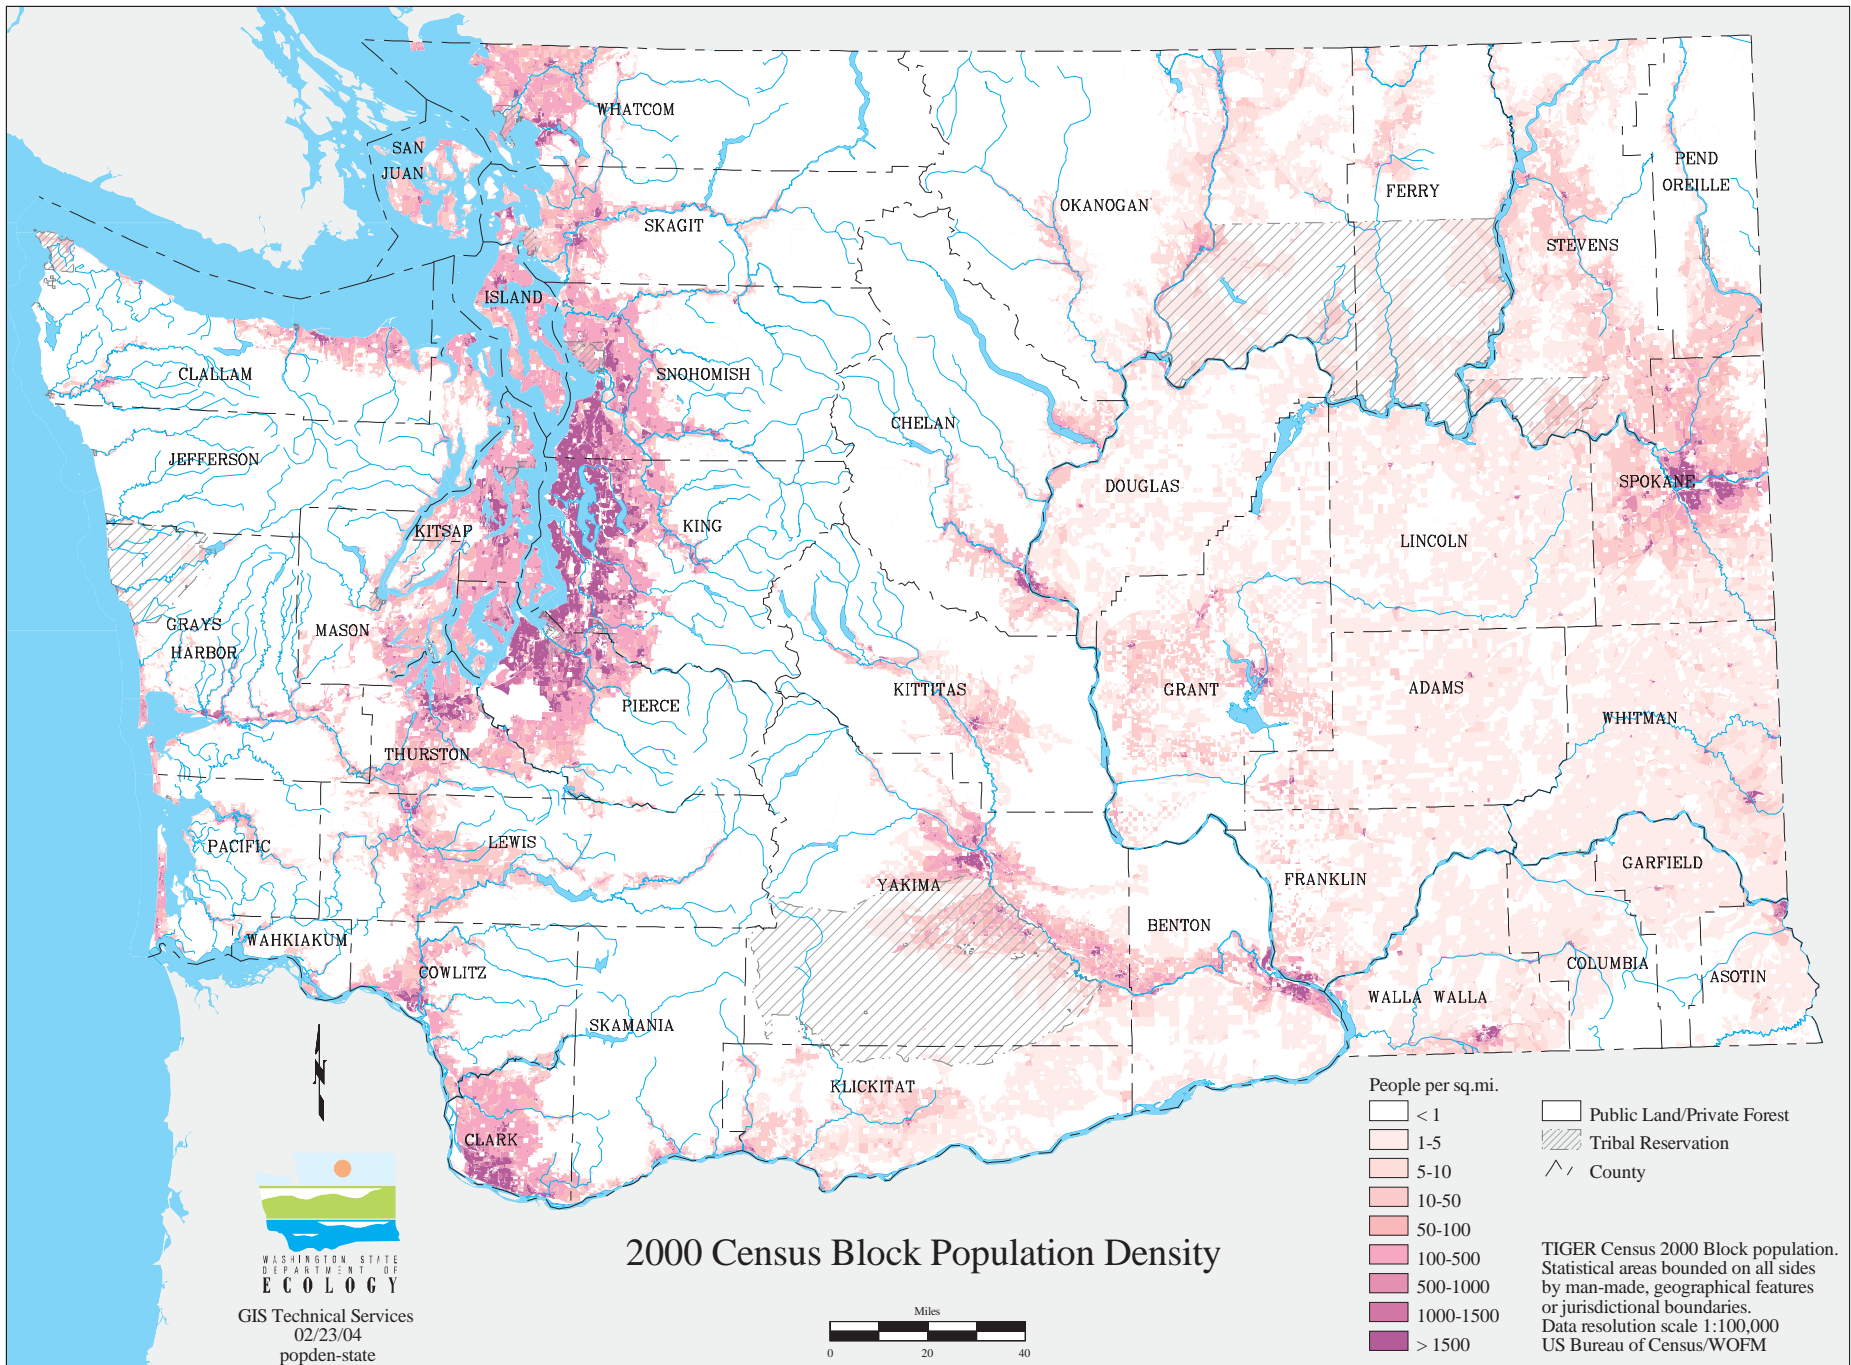 WHATCOM
SAN
JUAN
SKAGIT
ISLAND
OKANOGAN
FERRY
PEND
OREILLE
STEVENS
CLALLAM
SNOHOMISH
CHELAN
JEFFERSON
DOUGLAS
SPOKANE
KITSAP
KING
LINCOLN
GRAYS
HARBOR
MASON
KITTITAS
GRANT
ADAMS
PIERCE
WHITMAN
THURSTON
LEWIS
PACIFIC
YAKIMA
FRANKLIN
GARFIELD
WAHKIAKUM
BENTON
COWLITZ
COLUMBIA
ASOTIN
WALLA WALLA
SKAMANIA
KLICKITAT
CLARK
N
WASHINGTON STATE
DEPARTMENT OF
ECOLOGY
GIS Technical Services
02/23/04
popden-state
2000 Census Block Population Density
Miles
0 20 40
People per sq.mi.
< 1
1-5
5-10
10-50
50-100
100-500
500-1000
1000-1500
> 1500
Public Land/Private Forest
Tribal Reservation
County
TIGER Census 2000 Block population.
Statistical areas bounded on all sides
by man-made, geographical features
or jurisdictional boundaries.
Data resolution scale 1:100,000
US Bureau of Census/WOFM